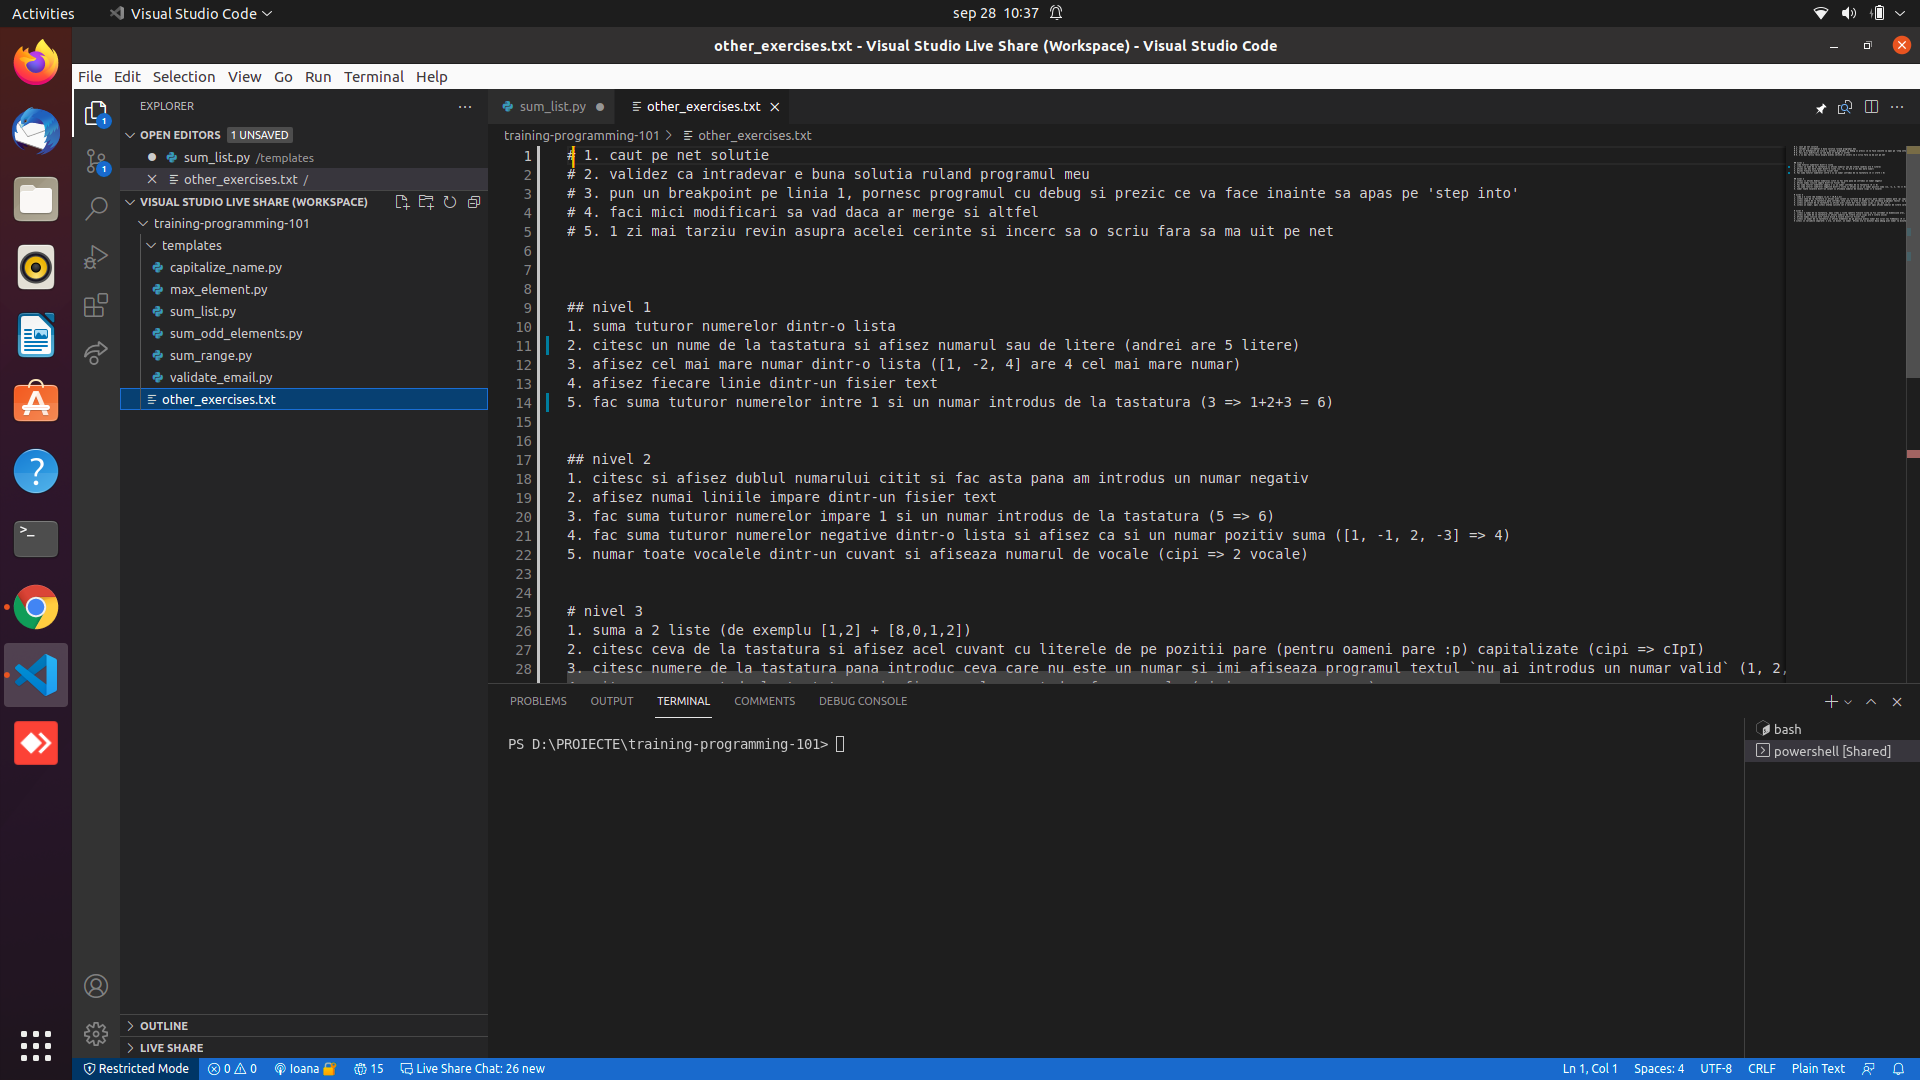 Activities
Visual Studio Code
sep 28 10:37
other_exercises.txt - Visual Studio Live Share (Workspace) - Visual Studio Code
File Edit Selection View Go Run Terminal Help
EXPLORER
OPEN EDITORS 1 UNSAVED
sum_list.py /templates
other_exercises.txt /
VISUAL STUDIO LIVE SHARE (WORKSPACE)
training-programming-101
templates
capitalize_name.py
max_element.py
sum_list.py
sum_odd_elements.py
sum_range.py
validate_email.py
other_exercises.txt
OUTLINE
LIVE SHARE
1
1
sum_list.py
other_exercises.txt
training-programming-101 > other_exercises.txt
1 # 1. caut pe net solutie
2 # 2. validez ca intradevar e buna solutia ruland programul meu
3 # 3. pun un breakpoint pe linia 1, pornesc programul cu debug si prezic ce va face inainte sa apas pe 'step into'
4 # 4. faci mici modificari sa vad daca ar merge si altfel
5 # 5. 1 zi mai tarziu revin asupra acelei cerinte si incerc sa o scriu fara sa ma uit pe net
6
7
8
9 ## nivel 1
10 1. suma tuturor numerelor dintr-o lista
11 2. citesc un nume de la tastatura si afisez numarul sau de litere (andrei are 5 litere)
12 3. afisez cel mai mare numar dintr-o lista ([1, -2, 4] are 4 cel mai mare numar)
13 4. afisez fiecare linie dintr-un fisier text
14 5. fac suma tuturor numerelor intre 1 si un numar introdus de la tastatura (3 => 1+2+3 = 6)
15
16
17 ## nivel 2
18 1. citesc si afisez dublul numarului citit si fac asta pana am introdus un numar negativ
19 2. afisez numai liniile impare dintr-un fisier text
20 3. fac suma tuturor numerelor impare 1 si un numar introdus de la tastatura (5 => 6)
21 4. fac suma tuturor numerelor negative dintr-o lista si afisez ca si un numar pozitiv suma ([1, -1, 2, -3] => 4)
22 5. numar toate vocalele dintr-un cuvant si afiseaza numarul de vocale (cipi => 2 vocale)
23
24
25 # nivel 3
26 1. suma a 2 liste (de exemplu [1,2] + [8,0,1,2])
27 2. citesc ceva de la tastatura si afisez acel cuvant cu literele de pe pozitii pare (pentru oameni pare :p) capitalizate (cipi => cIpI)
28 3. citesc numere de la tastatura pana introduc ceva care nu este un numar si imi afiseaza programul textul `nu ai introdus un numar valid` (1, 2,
PROBLEMS OUTPUT TERMINAL COMMENTS DEBUG CONSOLE
PS D:\PROIECTE\training-programming-101>
bash
powershell [Shared]
Restricted Mode 0 0 Ioana 15 Live Share Chat: 26 new
Ln 1, Col 1 Spaces: 4 UTF-8 CRLF Plain Text